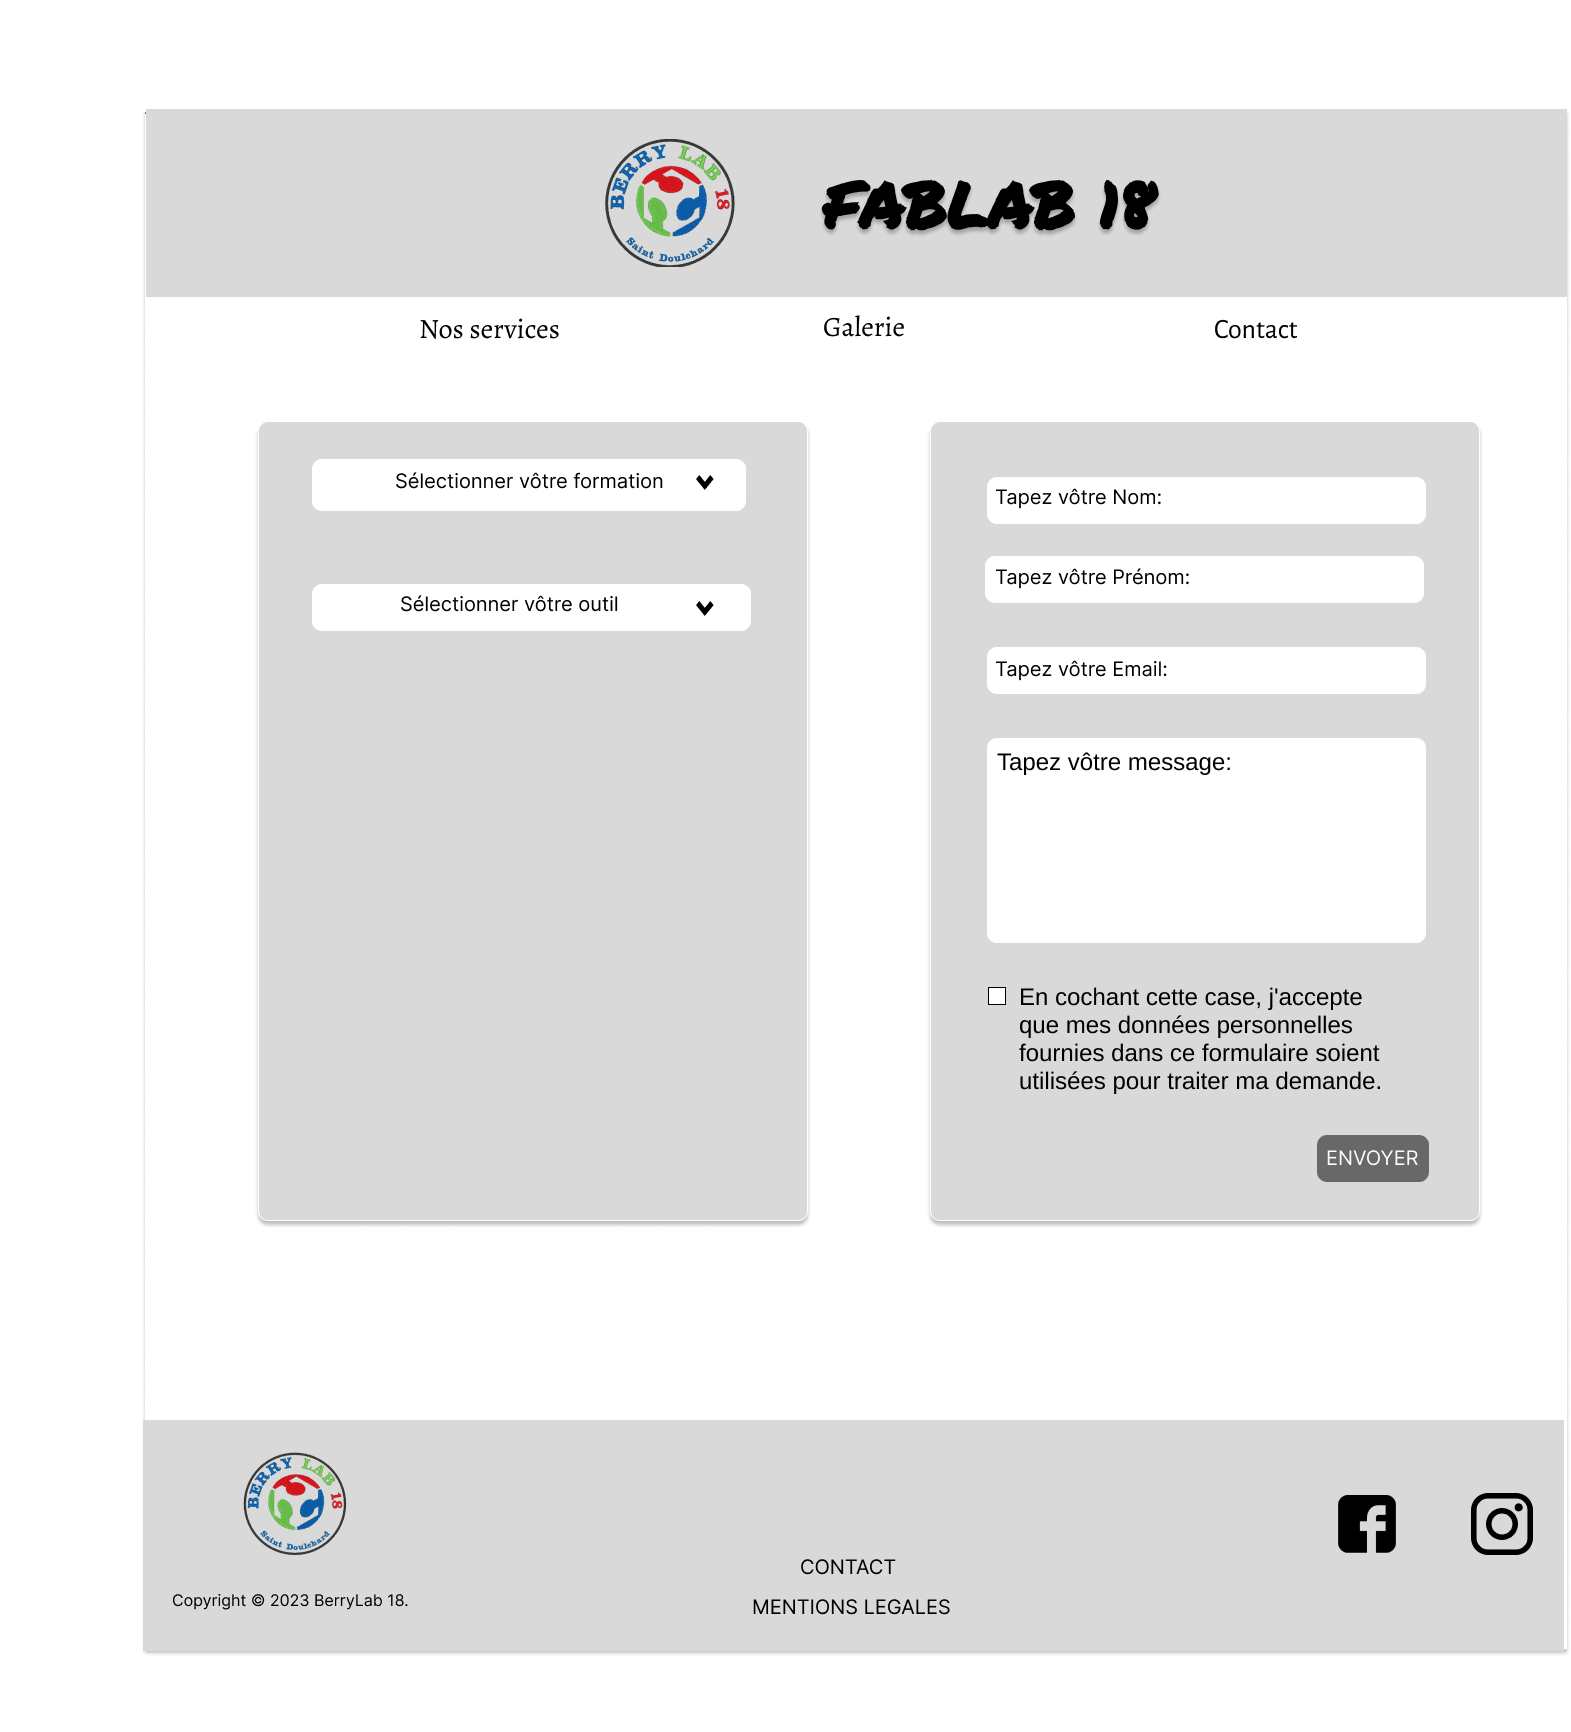 BERRY LAB 18
Saint Doulchard
FABLAB 18
Nos services
Galerie
Contact
Sélectionner vôtre formation
Sélectionner vôtre outil
Tapez vôtre Nom:
Tapez vôtre Prénom:
Tapez vôtre Email:
Tapez vôtre message:
En cochant cette case, j'accepte
que mes données personnelles
fournies dans ce formulaire soient
utilisées pour traiter ma demande.
ENVOYER
BERRY LAB 18
Saint Doulchard
Copyright © 2023 BerryLab 18.
CONTACT
MENTIONS LEGALES